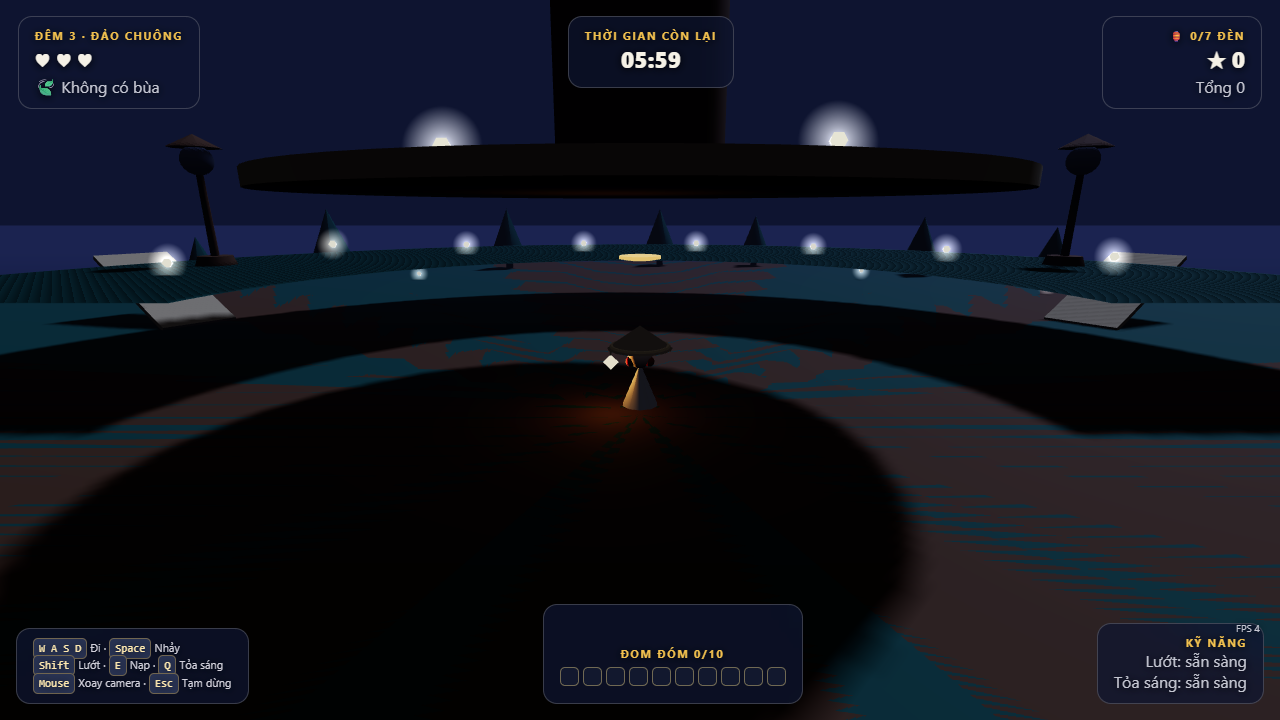 ĐÊM 3 · ĐẢO CHUÔNG
Không có bùa
THỜI GIAN CÒN LẠI
05:59
0/7 ĐÈN
★ 0
Tổng 0
W A S D Đi · Space Nhảy
Shift Lướt · E Nạp · Q Tỏa sáng
Mouse Xoay camera · Esc Tạm dừng
ĐOM ĐÓM 0/10
FPS 4
KỸ NĂNG
Lướt: sẵn sàng
Tỏa sáng: sẵn sàng